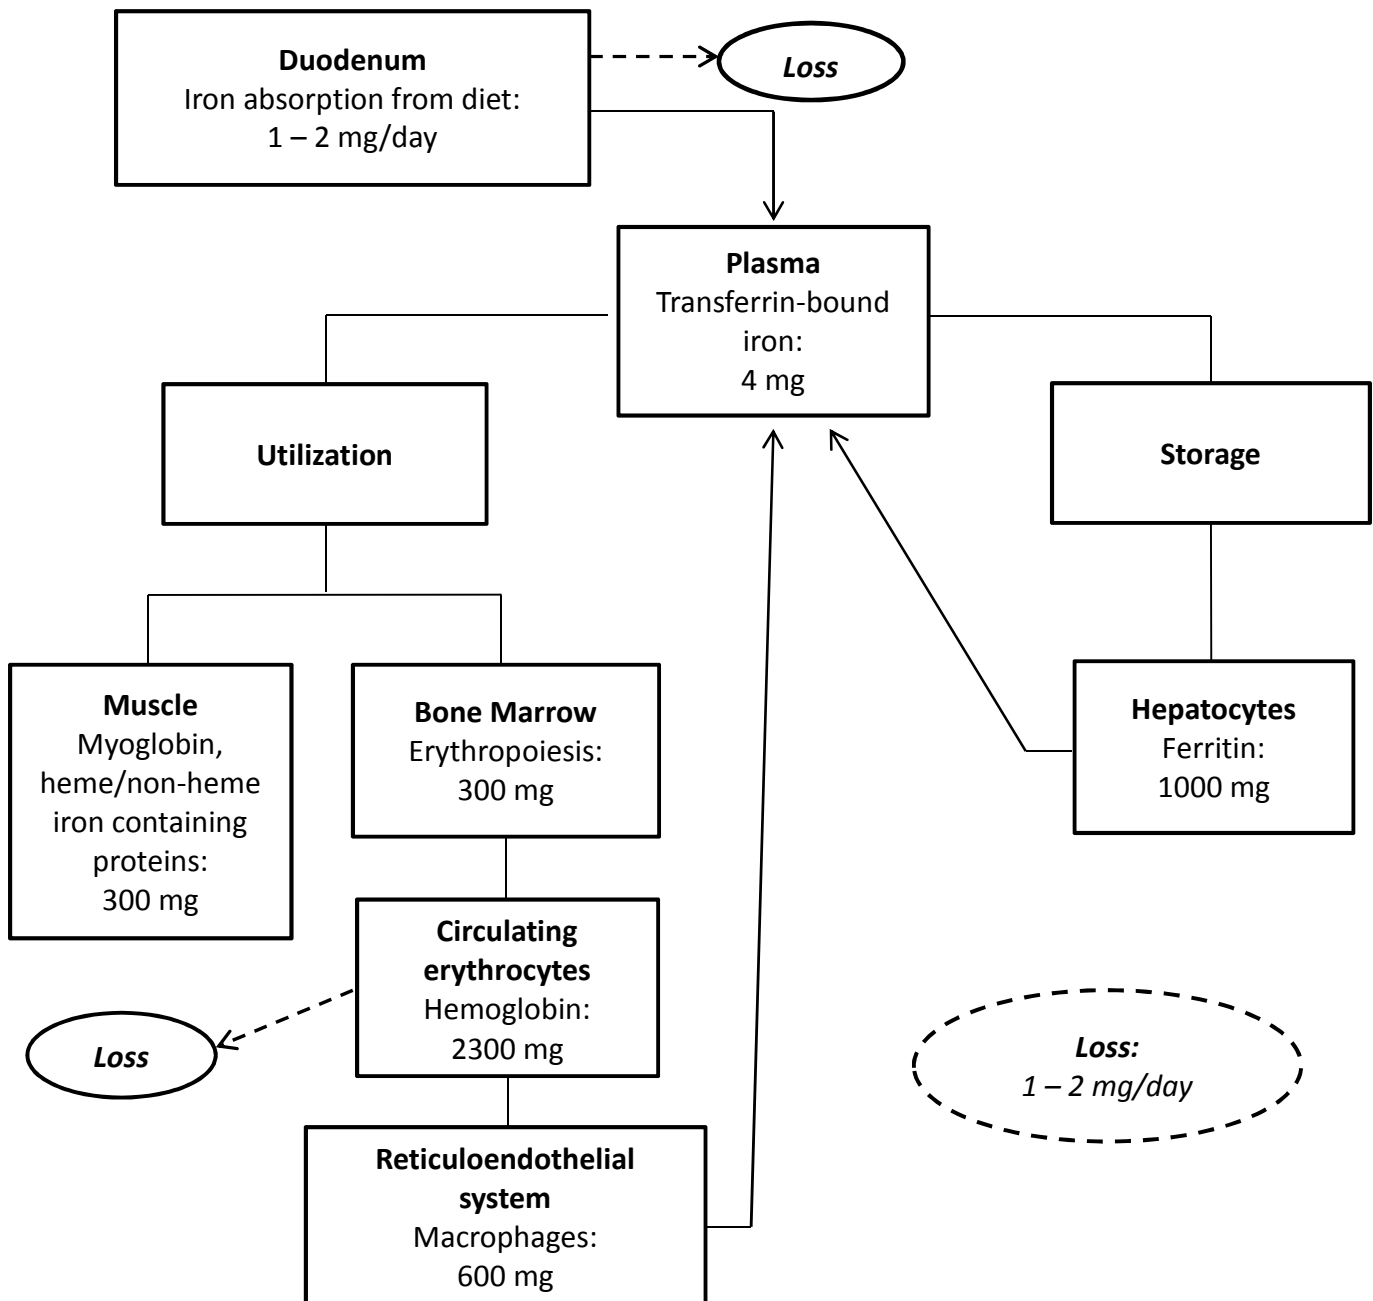 Duodenum
Iron absorption from diet:
1 – 2 mg/day
Loss
Plasma
Transferrin-bound
iron:
4 mg
Utilization
Storage
Muscle
Myoglobin,
heme/non-heme
iron containing
proteins:
300 mg
Bone Marrow
Erythropoiesis:
300 mg
Hepatocytes
Ferritin:
1000 mg
Circulating
erythrocytes
Hemoglobin:
2300 mg
Loss
Loss:
1 – 2 mg/day
Reticuloendothelial
system
Macrophages:
600 mg